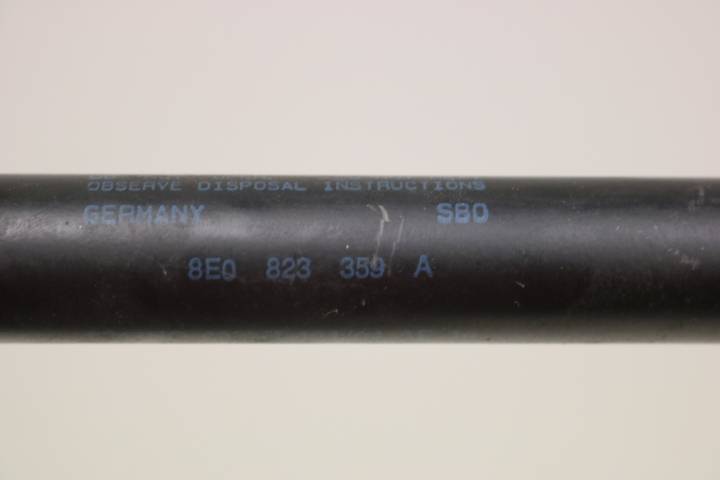 OBSERVE DISPOSAL INSTRUCTIONS
GERMANY SBO
8E0 823 359 A